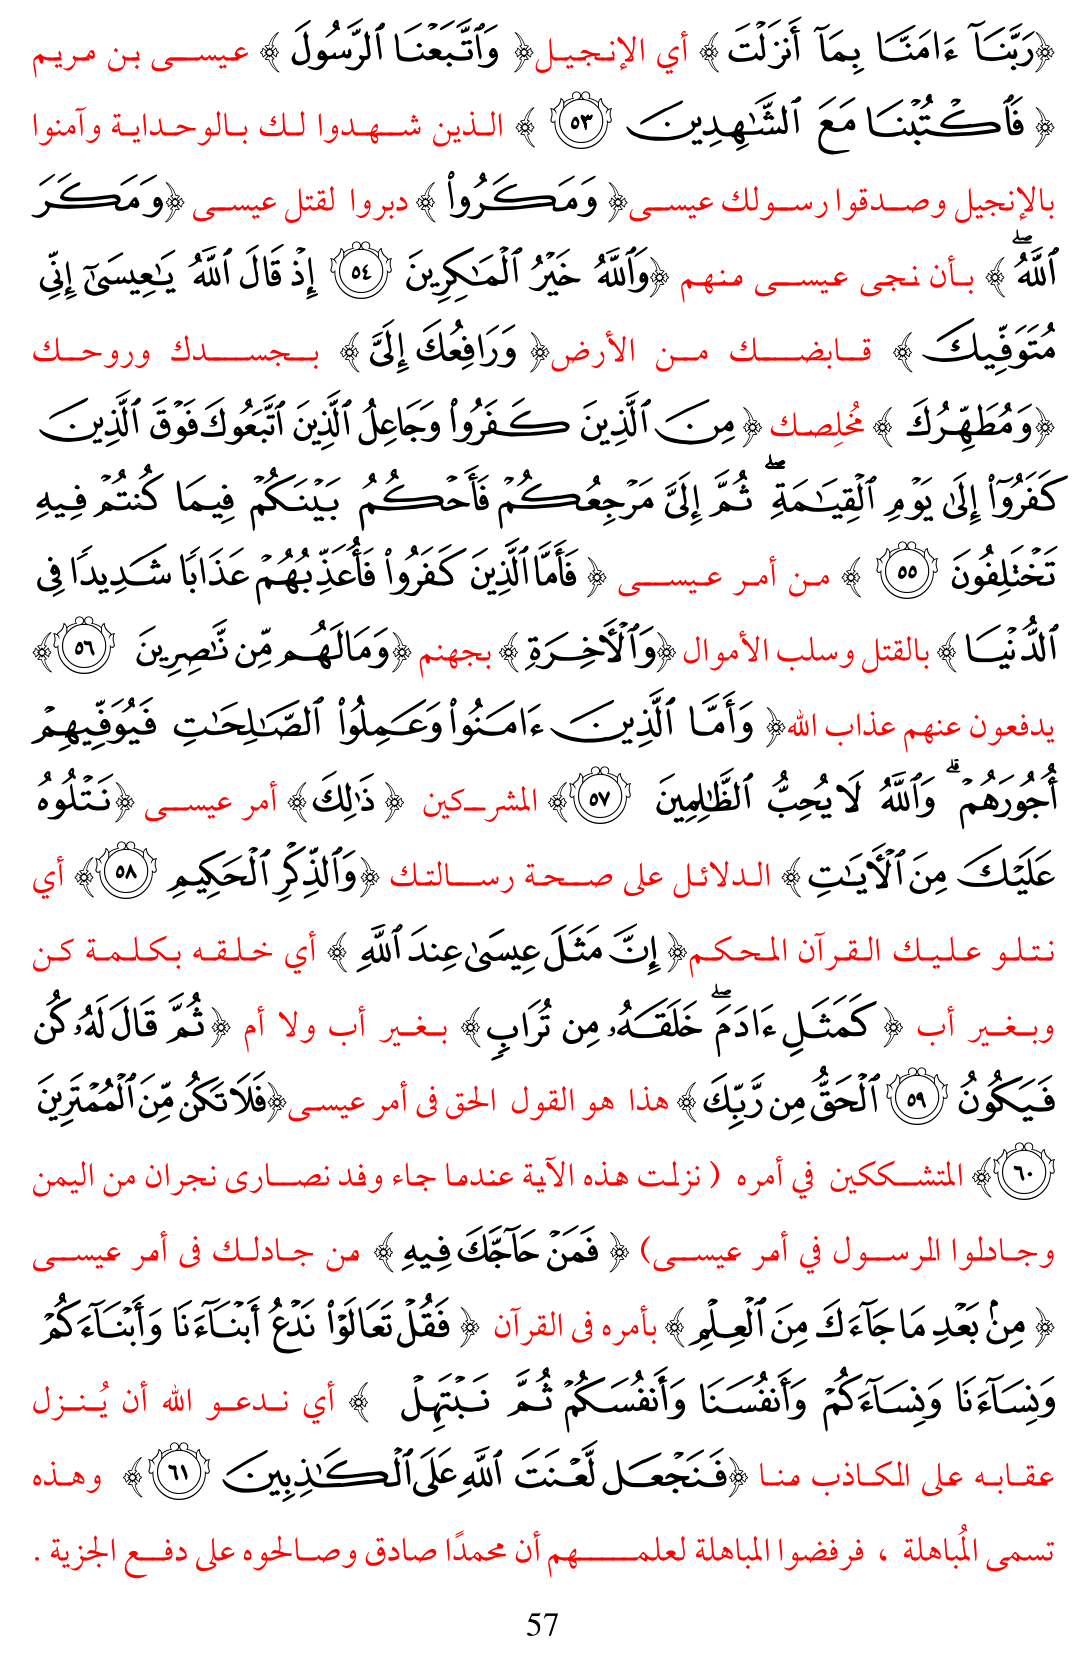 ﴿رَبَّنَآ ءَامَنَّا بِمَآ أَنزَلْتَ ﴾ أي الإنجيل﴿ وَٱتَّبَعْنَا ٱلرَّسُولَ ﴾ عيسى بن مريم
﴿ فَٱكْتُبْنَا مَعَ ٱلشَّٰهِدِينَ ٥٣ ﴾ الذين شهدوا لك بالوحداية وآمنوا
بالإنجيل وصدقوا رسولك عيسى﴿ وَمَكَرُوا۟ ﴾ دبروا لقتل عيسى ﴿وَمَكَرَ
ٱللَّهُ ۖ ﴾ بأن نجى عيسى منهم ﴿وَٱللَّهُ خَيْرُ ٱلْمَٰكِرِينَ ٥٤ إِذْ قَالَ ٱللَّهُ يَٰعِيسَىٰٓ إِنِّى
مُتَوَفِّيكَ ﴾ قابضك من الأرض﴿ وَرَافِعُكَ إِلَىَّ ﴾ بجسدك وروحك
﴿وَمُطَهِّرُكَ ﴾ مُخلِصك ﴿ مِنَ ٱلَّذِينَ كَفَرُوا۟ وَجَاعِلُ ٱلَّذِينَ ٱتَّبَعُوكَ فَوْقَ ٱلَّذِينَ
كَفَرُوٓا۟ إِلَىٰ يَوْمِ ٱلْقِيَٰمَةِ ۖ ثُمَّ إِلَىَّ مَرْجِعُكُمْ فَأَحْكُمُ بَيْنَكُمْ فِيمَا كُنتُمْ فِيهِ
تَخْتَلِفُونَ ٥٥ ﴾ من أمر عيسى ﴿ فَأَمَّا ٱلَّذِينَ كَفَرُوا۟ فَأُعَذِّبُهُمْ عَذَابًا شَدِيدًا فِى
ٱلدُّنْيَا ﴾ بالقتل وسلب الأموال ﴿وَٱلْءَاخِرَةِ ﴾ بجهنم ﴿وَمَا لَهُم مِّن نَّٰصِرِينَ ٥٦ ﴾
يدفعون عنهم عذاب الله﴿ وَأَمَّا ٱلَّذِينَ ءَامَنُوا۟ وَعَمِلُوا۟ ٱلصَّٰلِحَٰتِ فَيُوَفِّيهِمْ
أُجُورَهُمْ ۗ وَٱللَّهُ لَا يُحِبُّ ٱلظَّٰلِمِينَ ٥٧﴾ المشركين ﴿ ذَٰلِكَ﴾ أمر عيسى ﴿نَتْلُوهُ
عَلَيْكَ مِنَ ٱلْءَايَٰتِ ﴾ الدلائل على صحة رسالتك ﴿وَٱلذِّكْرِ ٱلْحَكِيمِ ٥٨﴾ أي
نتلو عليك القرآن المحكم﴿ إِنَّ مَثَلَ عِيسَىٰ عِندَ ٱللَّهِ ﴾ أي خلقه بكلمة كن
وبغير أب ﴿ كَمَثَلِ ءَادَمَ ۖ خَلَقَهُۥ مِن تُرَابٍ﴾ بغير أب ولا أم ﴿ ثُمَّ قَالَ لَهُۥ كُن
فَيَكُونُ ٥٩ ٱلْحَقُّ مِن رَّبِّكَ ﴾ هذا هو القول الحق فى أمر عيسى﴿فَلَا تَكُن مِّنَ ٱلْمُمْتَرِينَ
٦٠﴾ المتشككين في أمره ( نزلت هذه الآية عندما جاء وفد نصارى نجران من اليمن
وجادلوا الرسول في أمر عيسى) ﴿ فَمَنْ حَآجَّكَ فِيهِ ﴾ من جادلك فى أمر عيسى
﴿ مِنۢ بَعْدِ مَا جَآءَكَ مِنَ ٱلْعِلْمِ ﴾ بأمره فى القرآن ﴿ فَقُلْ تَعَالَوْا۟ نَدْعُ أَبْنَآءَنَا وَأَبْنَآءَكُمْ
وَنِسَآءَنَا وَنِسَآءَكُمْ وَأَنفُسَنَا وَأَنفُسَكُمْ ثُمَّ نَبْتَهِلْ ﴾ أي ندعو الله أن يُنزل
عقابه على الكاذب منا ﴿فَنَجْعَل لَّعْنَتَ ٱللَّهِ عَلَى ٱلْكَٰذِبِينَ ٦١ ﴾ وهذه
تسمى المُباهلة ، فرفضوا المباهلة لعلمهم أن محمدًا صادق وصالحوه على دفع الجزية .
57